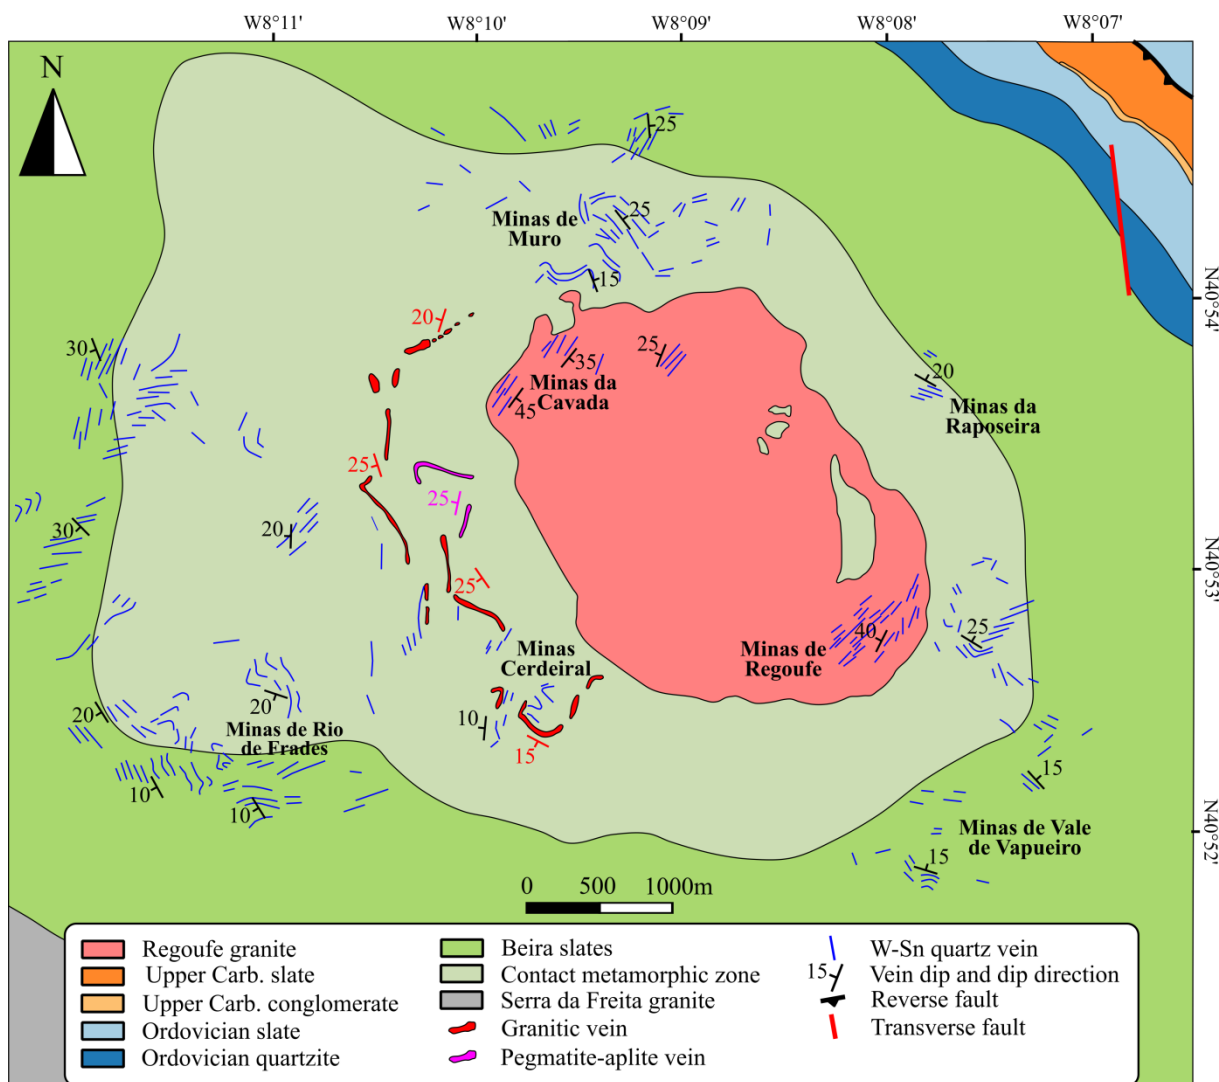 W8°11'
W8°10'
W8°09'
W8°08'
W8°07'
N
25
Minas de
Muro
25
15
N40°54'
20
30
25
35
Minas da
Cavada
45
20
Minas da
Raposeira
25
25
30
20
25
N40°53'
Minas
Cerdeiral
Minas de
Regoufe
40
25
20
20
Minas de Rio
de Frades
10
15
10
10
15
Minas de Vale
de Vapueiro
15
N40°52'
0 500 1000m
Regoufe granite
Upper Carb. slate
Upper Carb. conglomerate
Ordovician slate
Ordovician quartzite
Beira slates
Contact metamorphic zone
Serra da Freita granite
Granitic vein
Pegmatite-aplite vein
W-Sn quartz vein
15 Vein dip and dip direction
Reverse fault
Transverse fault